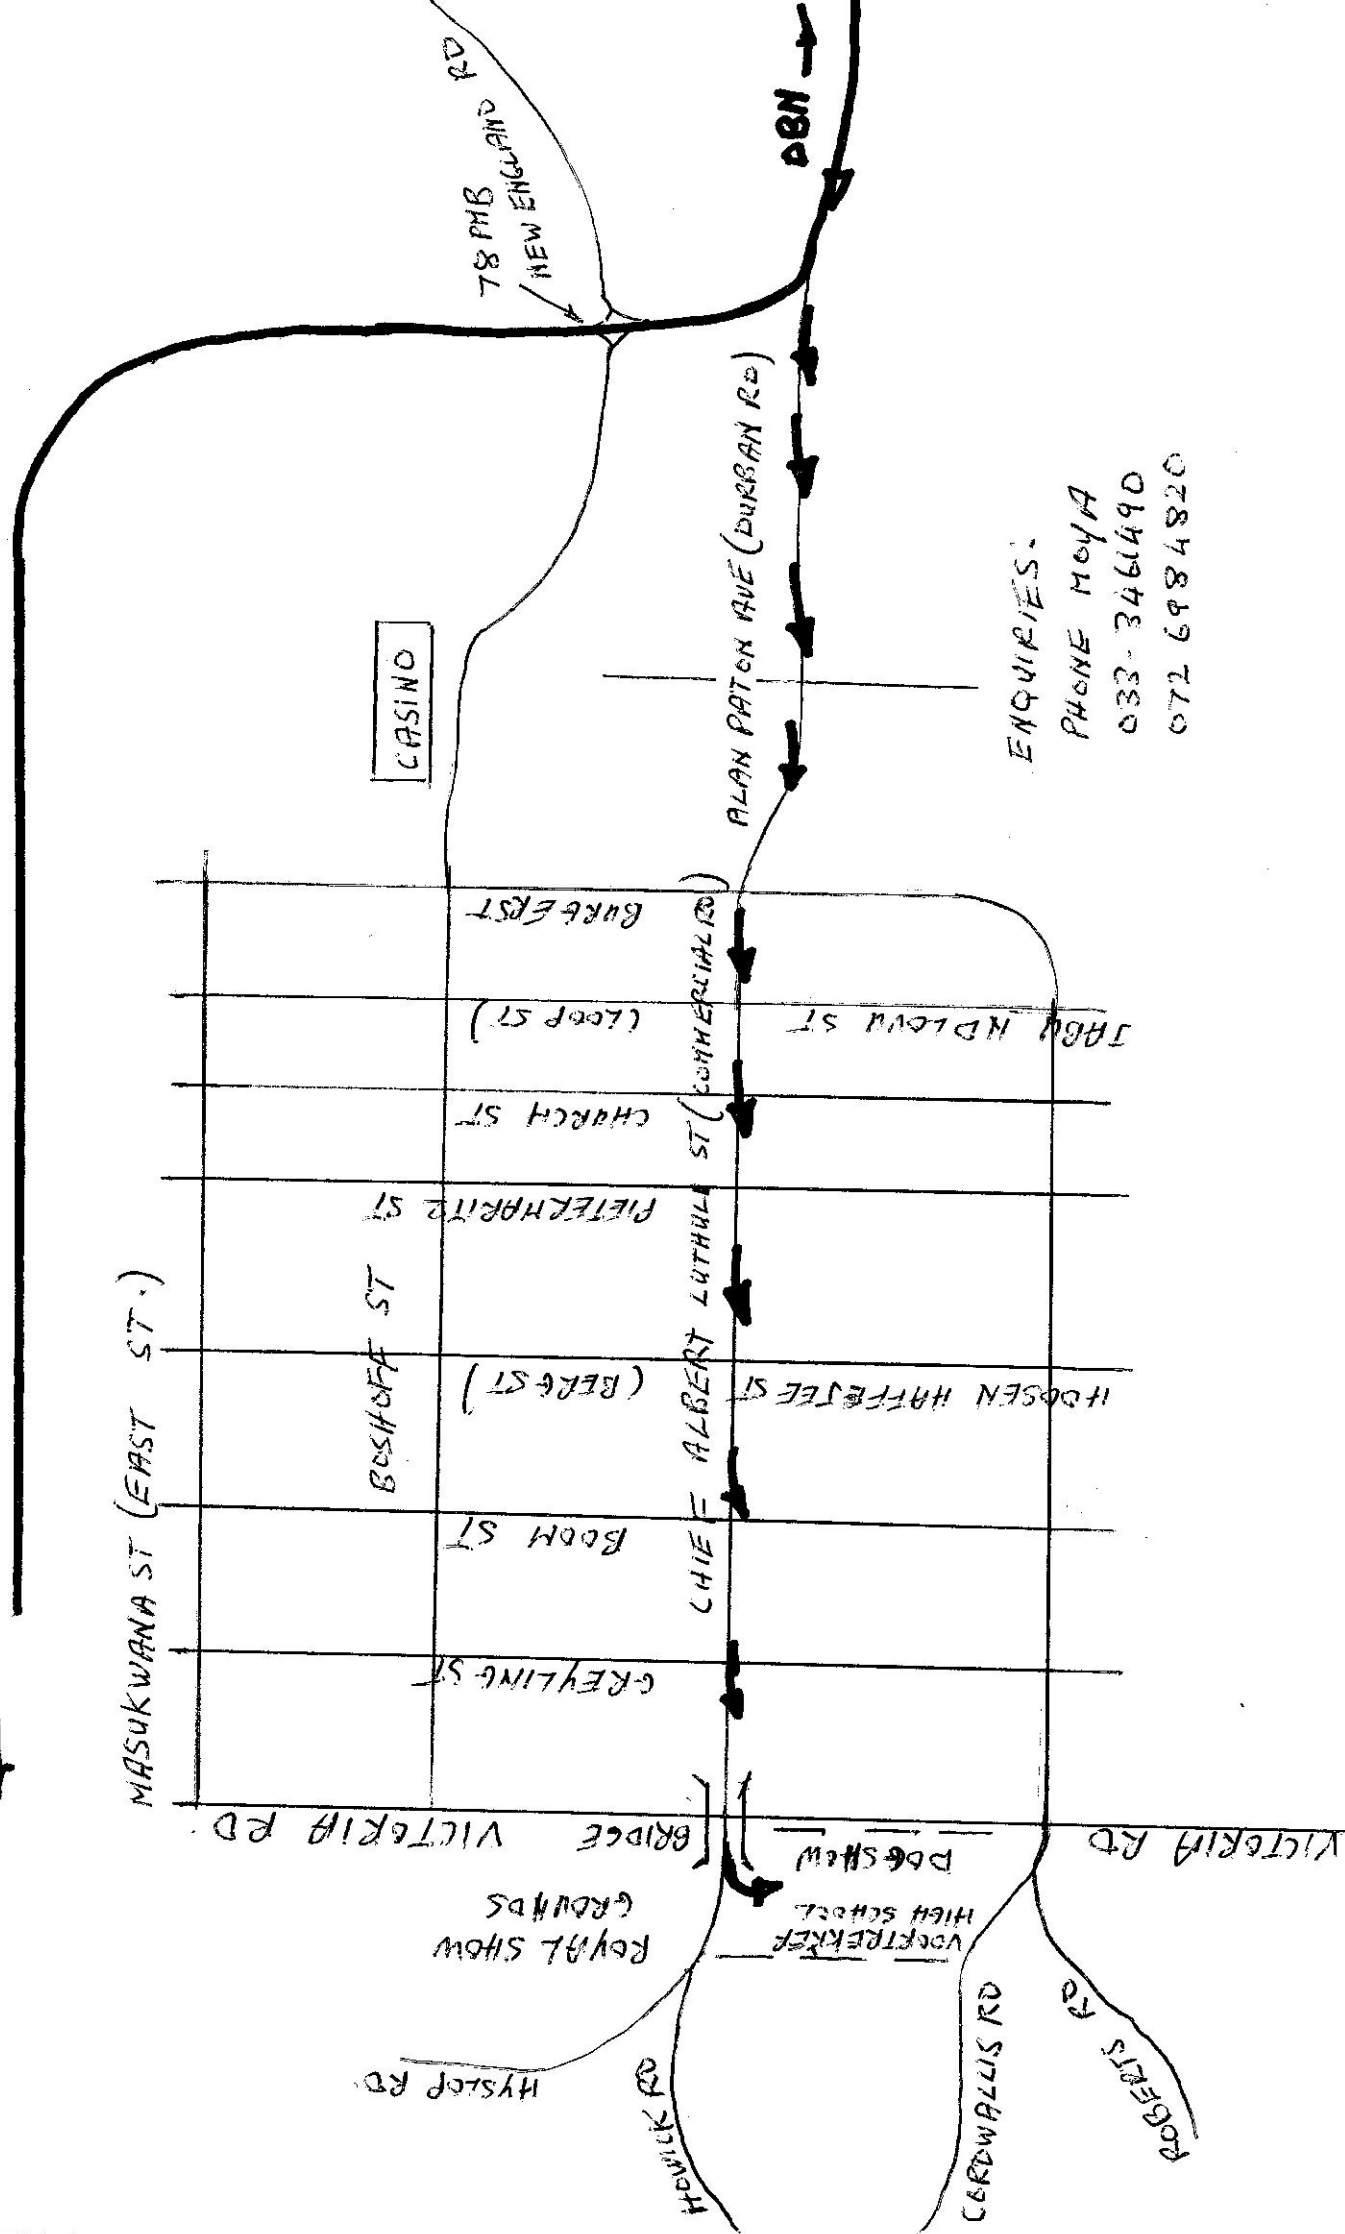 DBN
78 PMB
NEW ENGLAND RD
CASINO
ALAN PATON AVE (DURBAN RD)
ENQUIRIES:
PHONE MOYA
033-3461490
072 6984820
BURGER ST
(LOOP ST)
JABU NDLOVU ST
CHURCH ST
PIETERMARITZ ST
(BERG ST)
HOOSEN HAFFEJEE ST
BOOM ST
GREYLING ST
MASUKWANA ST (EAST ST.)
BOSHOFF ST
CHIEF ALBERT LUTHULI ST (COMMERCIAL RD)
VICTORIA RD
BRIDGE
DOGSHOW
VICTORIA RD
VOORTREKKER
HIGH SCHOOL
ROYAL SHOW
GROUNDS
HYSLOP RD
HOWICK RD
CORDWALLIS RD
ROBERTS RD